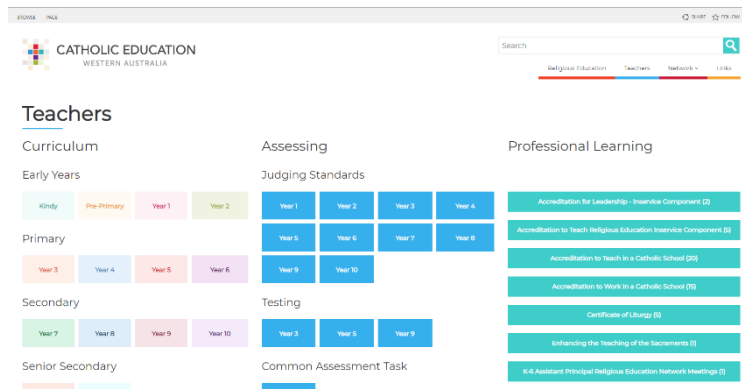 BROWSE PAGE
SHARE FOLLOW
CATHOLIC EDUCATION
WESTERN AUSTRALIA
Search
Religious Education Teachers Network Links
Teachers
Curriculum
Early Years
Kindy Pre-Primary Year 1 Year 2
Primary
Year 3 Year 4 Year 5 Year 6
Secondary
Year 7 Year 8 Year 9 Year 10
Senior Secondary
Assessing
Judging Standards
Year 1 Year 2 Year 3 Year 4
Year 5 Year 6 Year 7 Year 8
Year 9 Year 10
Testing
Year 3 Year 5 Year 9
Common Assessment Task
Professional Learning
Accreditation for Leadership - Inservice Component (2)
Accreditation to Teach Religious Education Inservice Component (5)
Accreditation to Teach in a Catholic School (20)
Accreditation to Work in a Catholic School (15)
Certificate of Liturgy (5)
Enhancing the Teaching of the Sacraments (1)
K-6 Assistant Principal Religious Education Network Meetings (1)